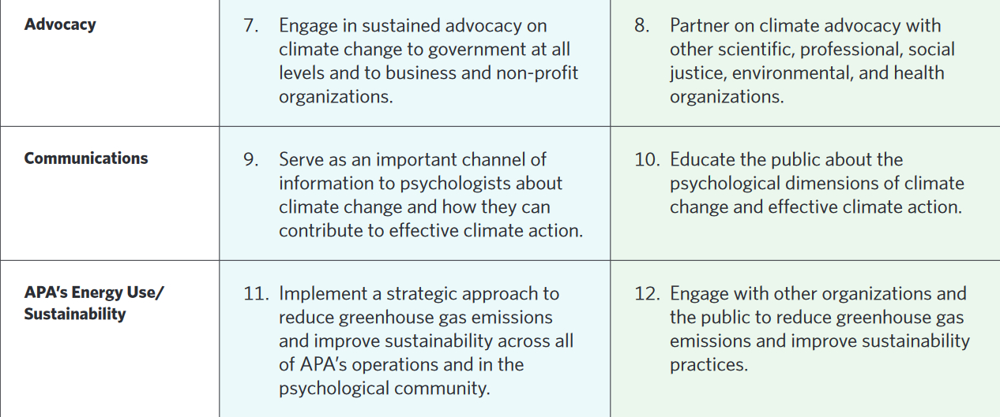 Advocacy
7. Engage in sustained advocacy on
climate change to government at all
levels and to business and non-profit
organizations.
8. Partner on climate advocacy with
other scientific, professional, social
justice, environmental, and health
organizations.
Communications
9. Serve as an important channel of
information to psychologists about
climate change and how they can
contribute to effective climate action.
10. Educate the public about the
psychological dimensions of climate
change and effective climate action.
APA’s Energy Use/
Sustainability
11. Implement a strategic approach to
reduce greenhouse gas emissions
and improve sustainability across all
of APA’s operations and in the
psychological community.
12. Engage with other organizations and
the public to reduce greenhouse gas
emissions and improve sustainability
practices.